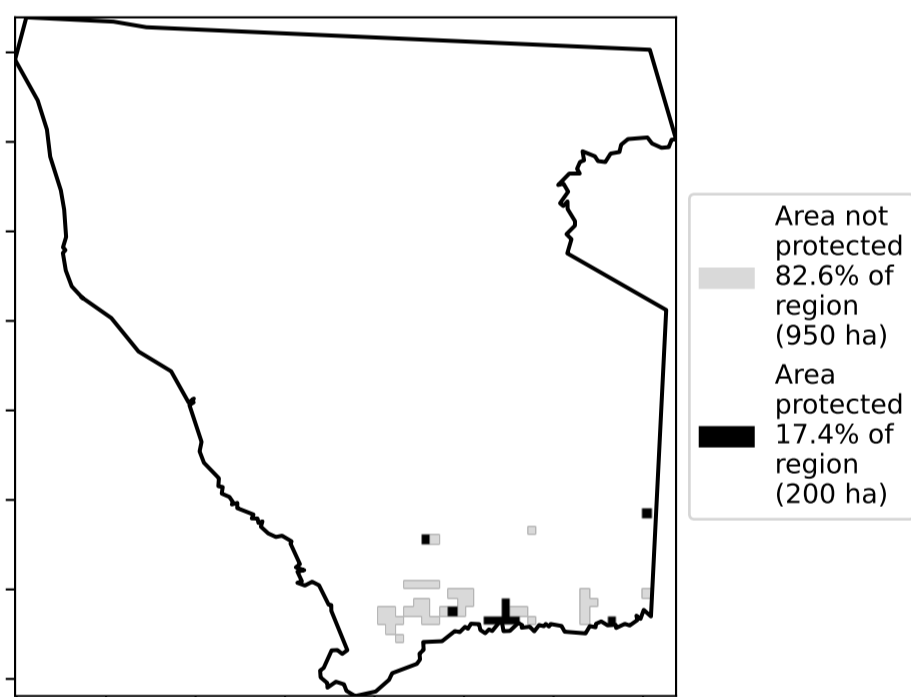 Area not
protected
82.6% of
region
(950 ha)
Area
protected
17.4% of
region
(200 ha)